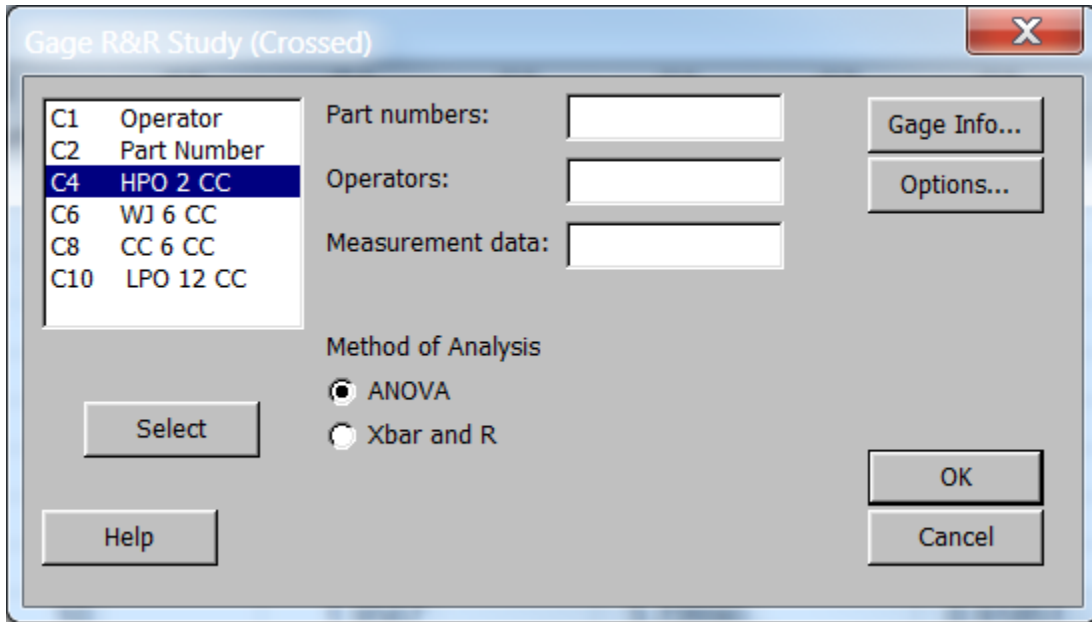 Gage R&R Study (Crossed)
X
C1 Operator
C2 Part Number
C4 HPO 2 CC
C6 WJ 6 CC
C8 CC 6 CC
C10 LPO 12 CC
Part numbers:
Operators:
Measurement data:
Gage Info...
Options...
Method of Analysis
ANOVA
Xbar and R
Select
Help
OK
Cancel